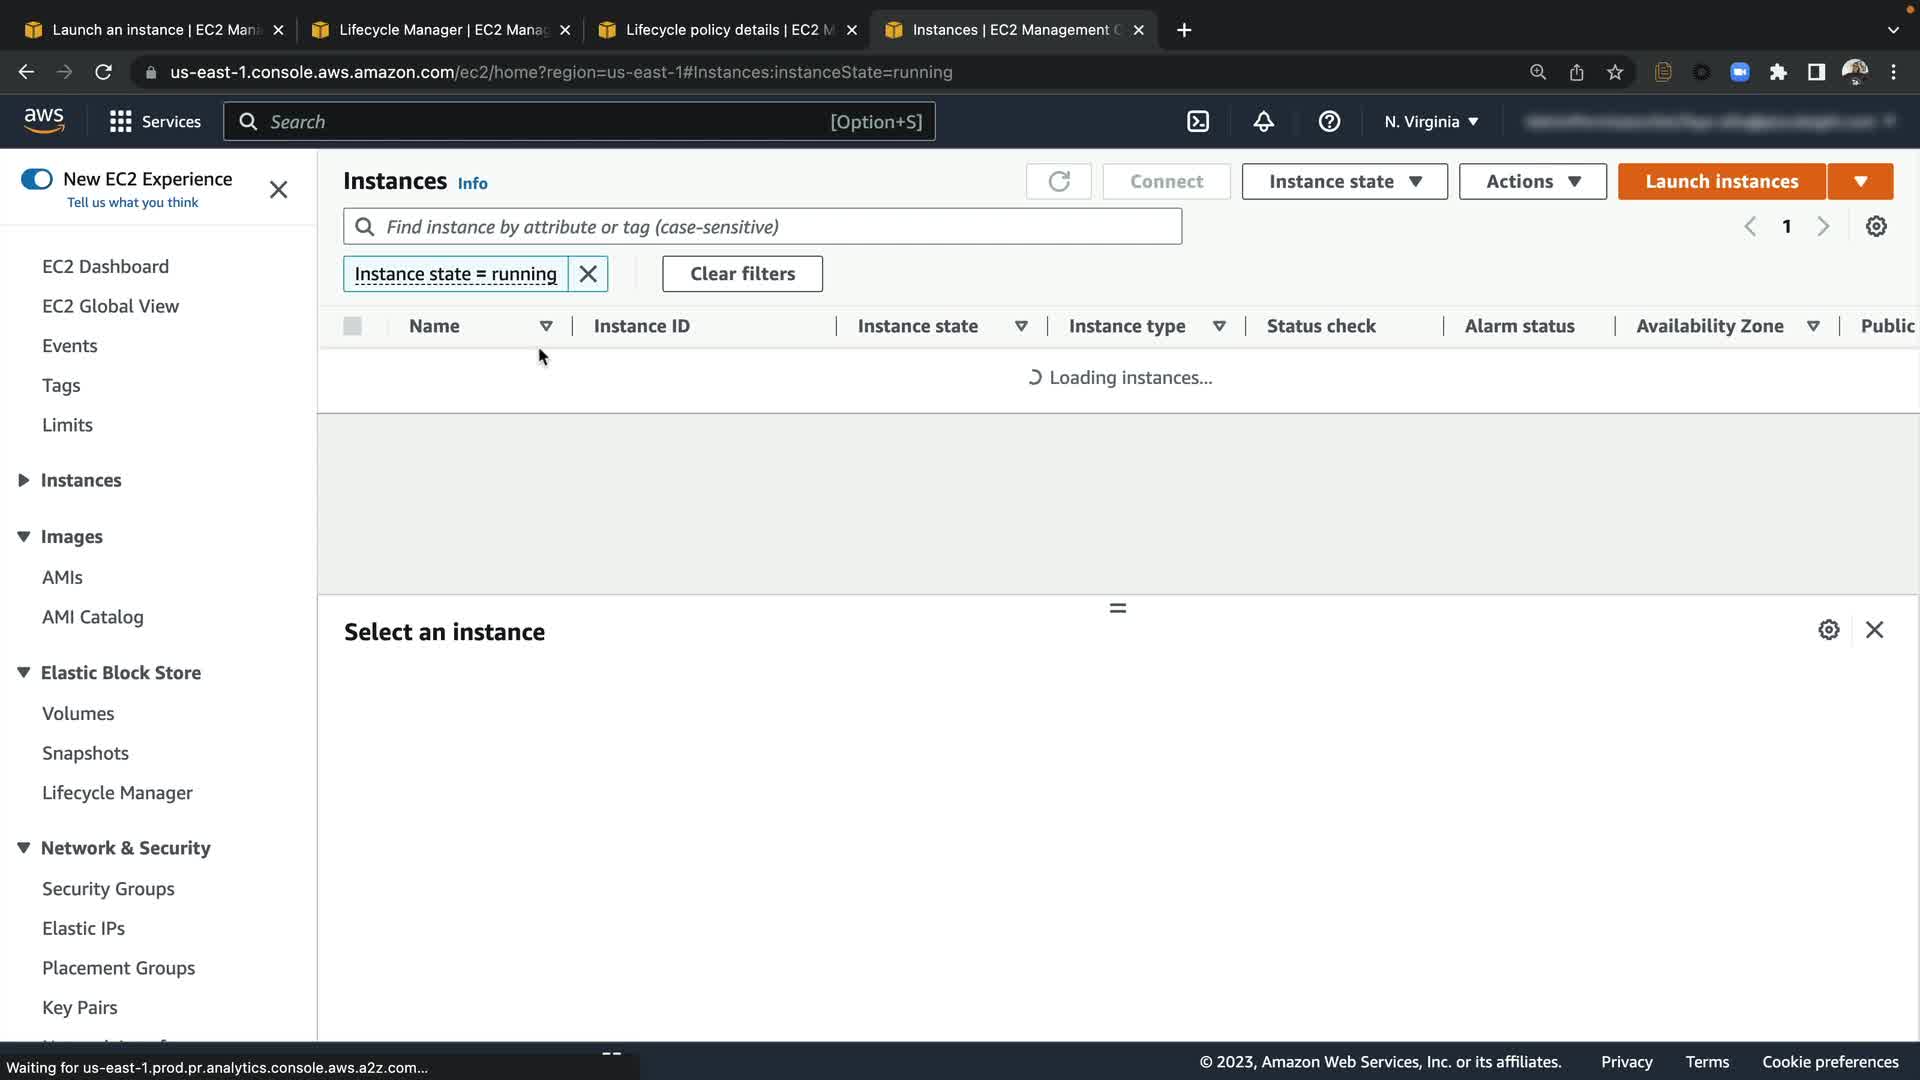 Launch an instance | EC2 Mana
Lifecycle Manager | EC2 Manag
Lifecycle policy details | EC2 M
Instances | EC2 Management C
us-east-1.console.aws.amazon.com/ec2/home?region=us-east-1#Instances:instanceState=running
aws
Services
Search
[Option+S]
N. Virginia
New EC2 Experience
Tell us what you think
EC2 Dashboard
EC2 Global View
Events
Tags
Limits
Instances
Images
AMIs
AMI Catalog
Elastic Block Store
Volumes
Snapshots
Lifecycle Manager
Network & Security
Security Groups
Elastic IPs
Placement Groups
Key Pairs
Instances Info
Connect
Instance state
Actions
Launch instances
Find instance by attribute or tag (case-sensitive)
1
Instance state = running
Clear filters
Name
Instance ID
Instance state
Instance type
Status check
Alarm status
Availability Zone
Public
Loading instances...
Select an instance
Waiting for us-east-1.prod.pr.analytics.console.aws.a2z.com...
© 2023, Amazon Web Services, Inc. or its affiliates.
Privacy
Terms
Cookie preferences